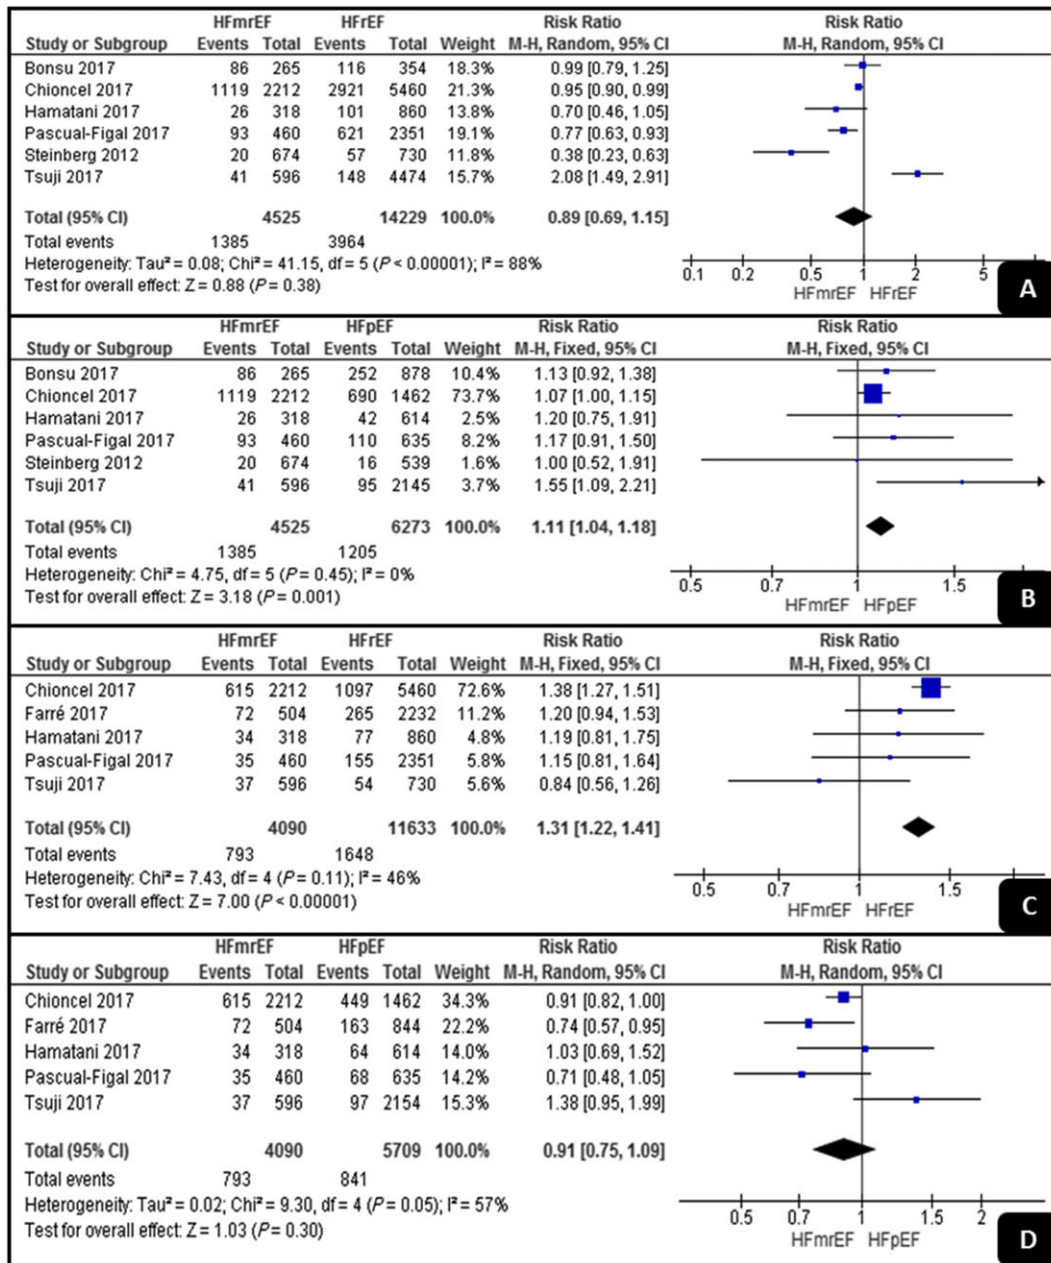 HFmrEF HFrEF Risk Ratio Risk Ratio
Study or Subgroup Events Total Events Total Weight M-H, Random, 95% CI M-H, Random, 95% CI
Bonsu 2017 86 265 116 354 18.3% 0.99 [0.79, 1.25]
Chioncel 2017 1119 2212 2921 5460 21.3% 0.95 [0.90, 0.99]
Hamatani 2017 26 318 101 860 13.8% 0.70 [0.46, 1.05]
Pascual-Figal 2017 93 460 621 2351 19.1% 0.77 [0.63, 0.93]
Steinberg 2012 20 674 57 730 11.8% 0.38 [0.23, 0.63]
Tsuji 2017 41 596 148 4474 15.7% 2.08 [1.49, 2.91]
Total (95% CI) 4525 14229 100.0% 0.89 [0.69, 1.15]
Total events 1385 3964
Heterogeneity: Tau² = 0.08; Chi² = 41.15, df = 5 (P < 0.00001); I² = 88%
Test for overall effect: Z = 0.88 (P = 0.38)
0.1 0.2 0.5 1 2 5
HFmrEF HFrEF
A
HFmrEF HFpEF Risk Ratio Risk Ratio
Study or Subgroup Events Total Events Total Weight M-H, Fixed, 95% CI M-H, Fixed, 95% CI
Bonsu 2017 86 265 252 878 10.4% 1.13 [0.92, 1.38]
Chioncel 2017 1119 2212 690 1462 73.7% 1.07 [1.00, 1.15]
Hamatani 2017 26 318 42 614 2.5% 1.20 [0.75, 1.91]
Pascual-Figal 2017 93 460 110 635 8.2% 1.17 [0.91, 1.50]
Steinberg 2012 20 674 16 539 1.6% 1.00 [0.52, 1.91]
Tsuji 2017 41 596 95 2145 3.7% 1.55 [1.09, 2.21]
Total (95% CI) 4525 6273 100.0% 1.11 [1.04, 1.18]
Total events 1385 1205
Heterogeneity: Chi² = 4.75, df = 5 (P = 0.45); I² = 0%
Test for overall effect: Z = 3.18 (P = 0.001)
0.5 0.7 1 1.5
HFmrEF HFpEF
B
HFmrEF HFrEF Risk Ratio Risk Ratio
Study or Subgroup Events Total Events Total Weight M-H, Fixed, 95% CI M-H, Fixed, 95% CI
Chioncel 2017 615 2212 1097 5460 72.6% 1.38 [1.27, 1.51]
Farré 2017 72 504 265 2232 11.2% 1.20 [0.94, 1.53]
Hamatani 2017 34 318 77 860 4.8% 1.19 [0.81, 1.75]
Pascual-Figal 2017 35 460 155 2351 5.8% 1.15 [0.81, 1.64]
Tsuji 2017 37 596 54 730 5.6% 0.84 [0.56, 1.26]
Total (95% CI) 4090 11633 100.0% 1.31 [1.22, 1.41]
Total events 793 1648
Heterogeneity: Chi² = 7.43, df = 4 (P = 0.11); I² = 46%
Test for overall effect: Z = 7.00 (P < 0.00001)
0.5 0.7 1 1.5
HFmrEF HFrEF
C
HFmrEF HFpEF Risk Ratio Risk Ratio
Study or Subgroup Events Total Events Total Weight M-H, Random, 95% CI M-H, Random, 95% CI
Chioncel 2017 615 2212 449 1462 34.3% 0.91 [0.82, 1.00]
Farré 2017 72 504 163 844 22.2% 0.74 [0.57, 0.95]
Hamatani 2017 34 318 64 614 14.0% 1.03 [0.69, 1.52]
Pascual-Figal 2017 35 460 68 635 14.2% 0.71 [0.48, 1.05]
Tsuji 2017 37 596 97 2154 15.3% 1.38 [0.95, 1.99]
Total (95% CI) 4090 5709 100.0% 0.91 [0.75, 1.09]
Total events 793 841
Heterogeneity: Tau² = 0.02; Chi² = 9.30, df = 4 (P = 0.05); I² = 57%
Test for overall effect: Z = 1.03 (P = 0.30)
0.5 0.7 1 1.5 2
HFmrEF HFpEF
D